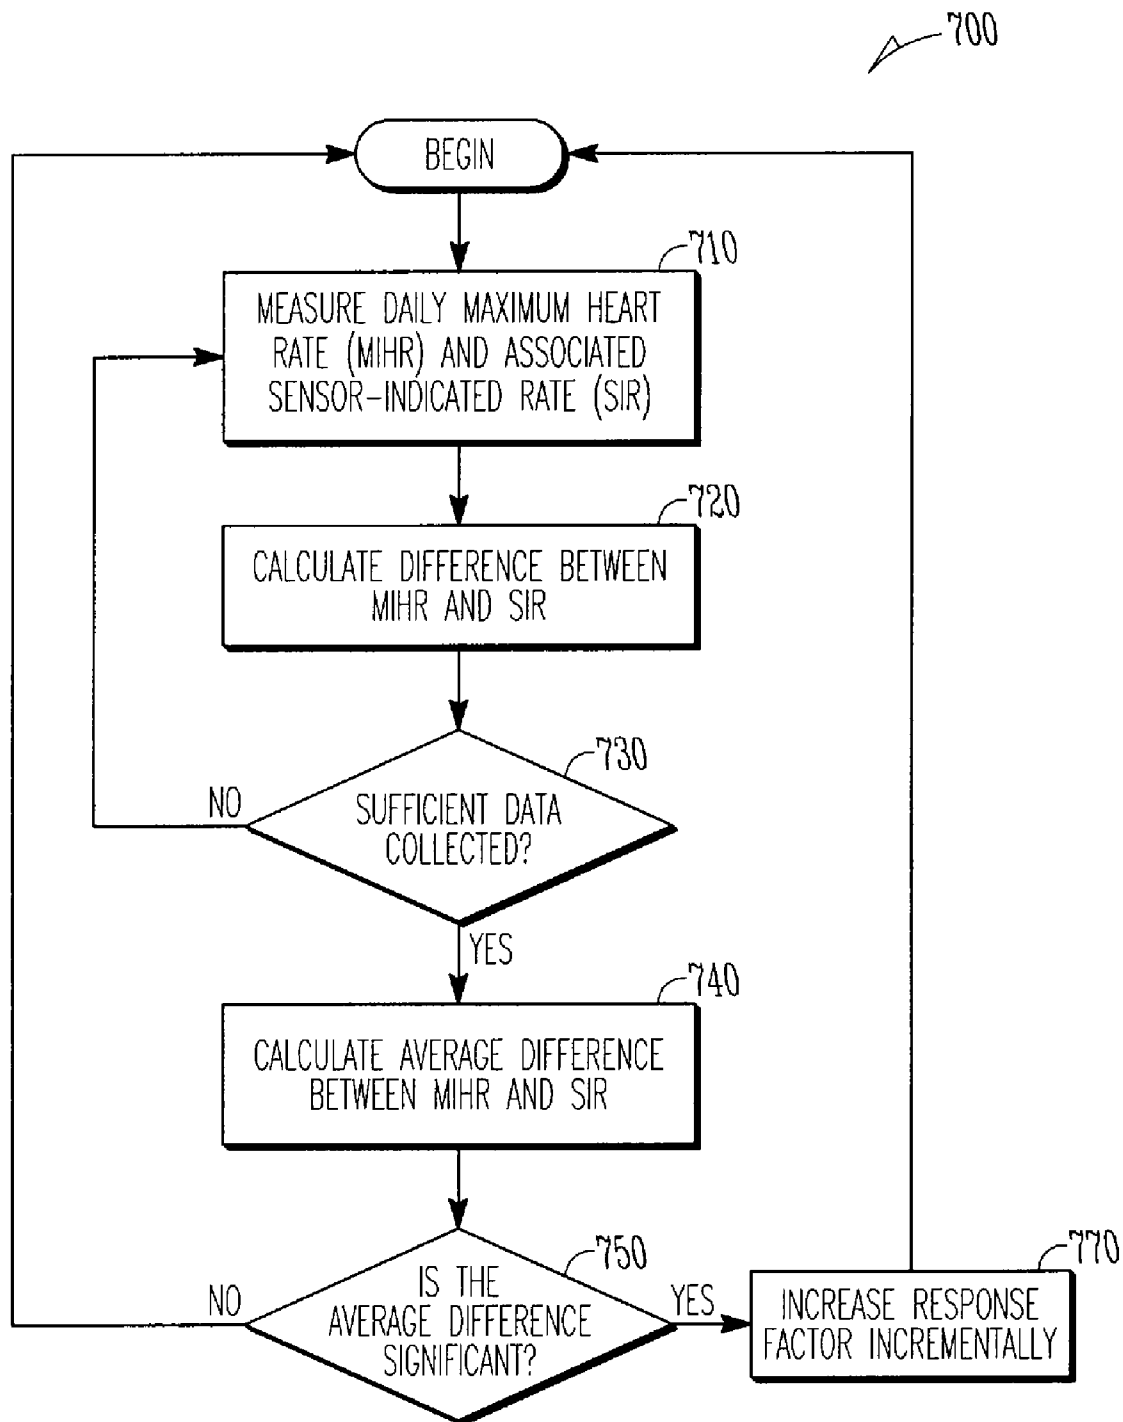 700
BEGIN
710
MEASURE DAILY MAXIMUM HEART
RATE (MIHR) AND ASSOCIATED
SENSOR-INDICATED RATE (SIR)
720
CALCULATE DIFFERENCE BETWEEN
MIHR AND SIR
730
NO
SUFFICIENT DATA
COLLECTED?
YES
740
CALCULATE AVERAGE DIFFERENCE
BETWEEN MIHR AND SIR
750
NO
IS THE
AVERAGE DIFFERENCE
SIGNIFICANT?
YES
770
INCREASE RESPONSE
FACTOR INCREMENTALLY